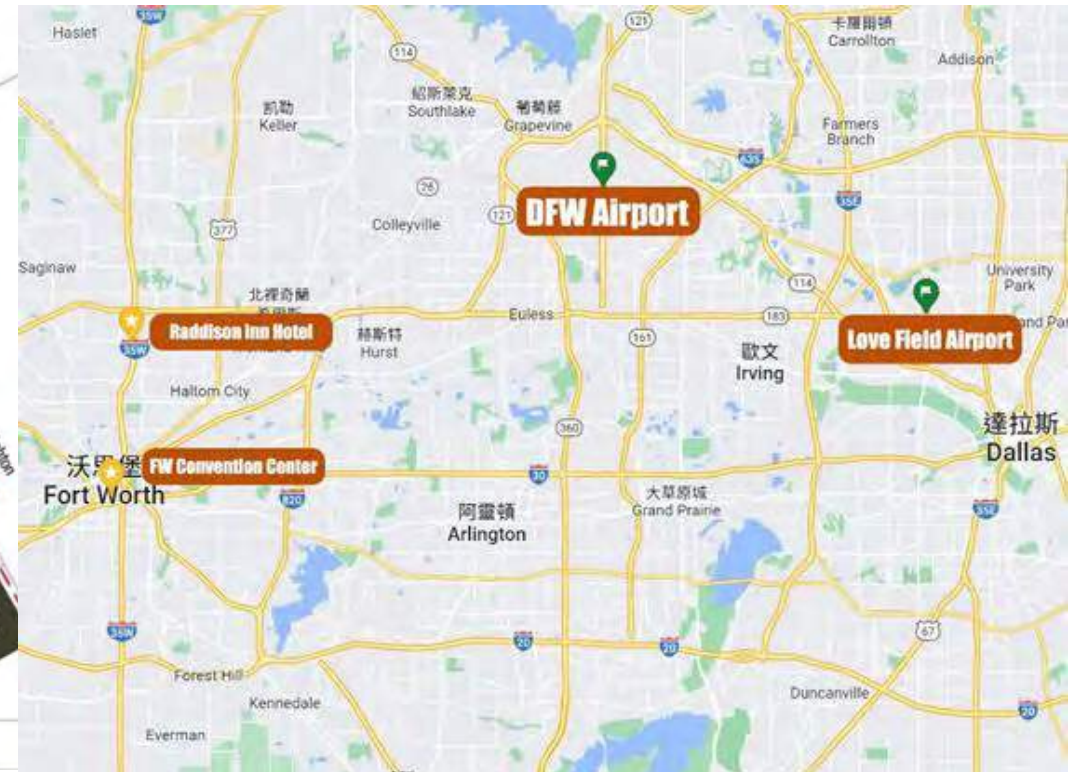 35W
Haslet
114
121
卡羅爾頓
Carrollton
Addison
凱勒
Keller
紹斯萊克
Southlake
葡萄藤
Grapevine
Farmers
Branch
635
26
121
DFW Airport
35E
377
Colleyville
Saginaw
University
Park
北裡奇蘭
114
Raddison Inn Hotel
35W
赫斯特
Hurst
Euless
183
161
Love Field Airport
歐文
Irving
Haltom City
360
達拉斯
Dallas
沃思堡
Fort Worth
FW Convention Center
30
820
大草原城
Grand Prairie
阿靈頓
Arlington
35E
35W
20
20
67
Forest Hill
Kennedale
Duncanville
20
Everman